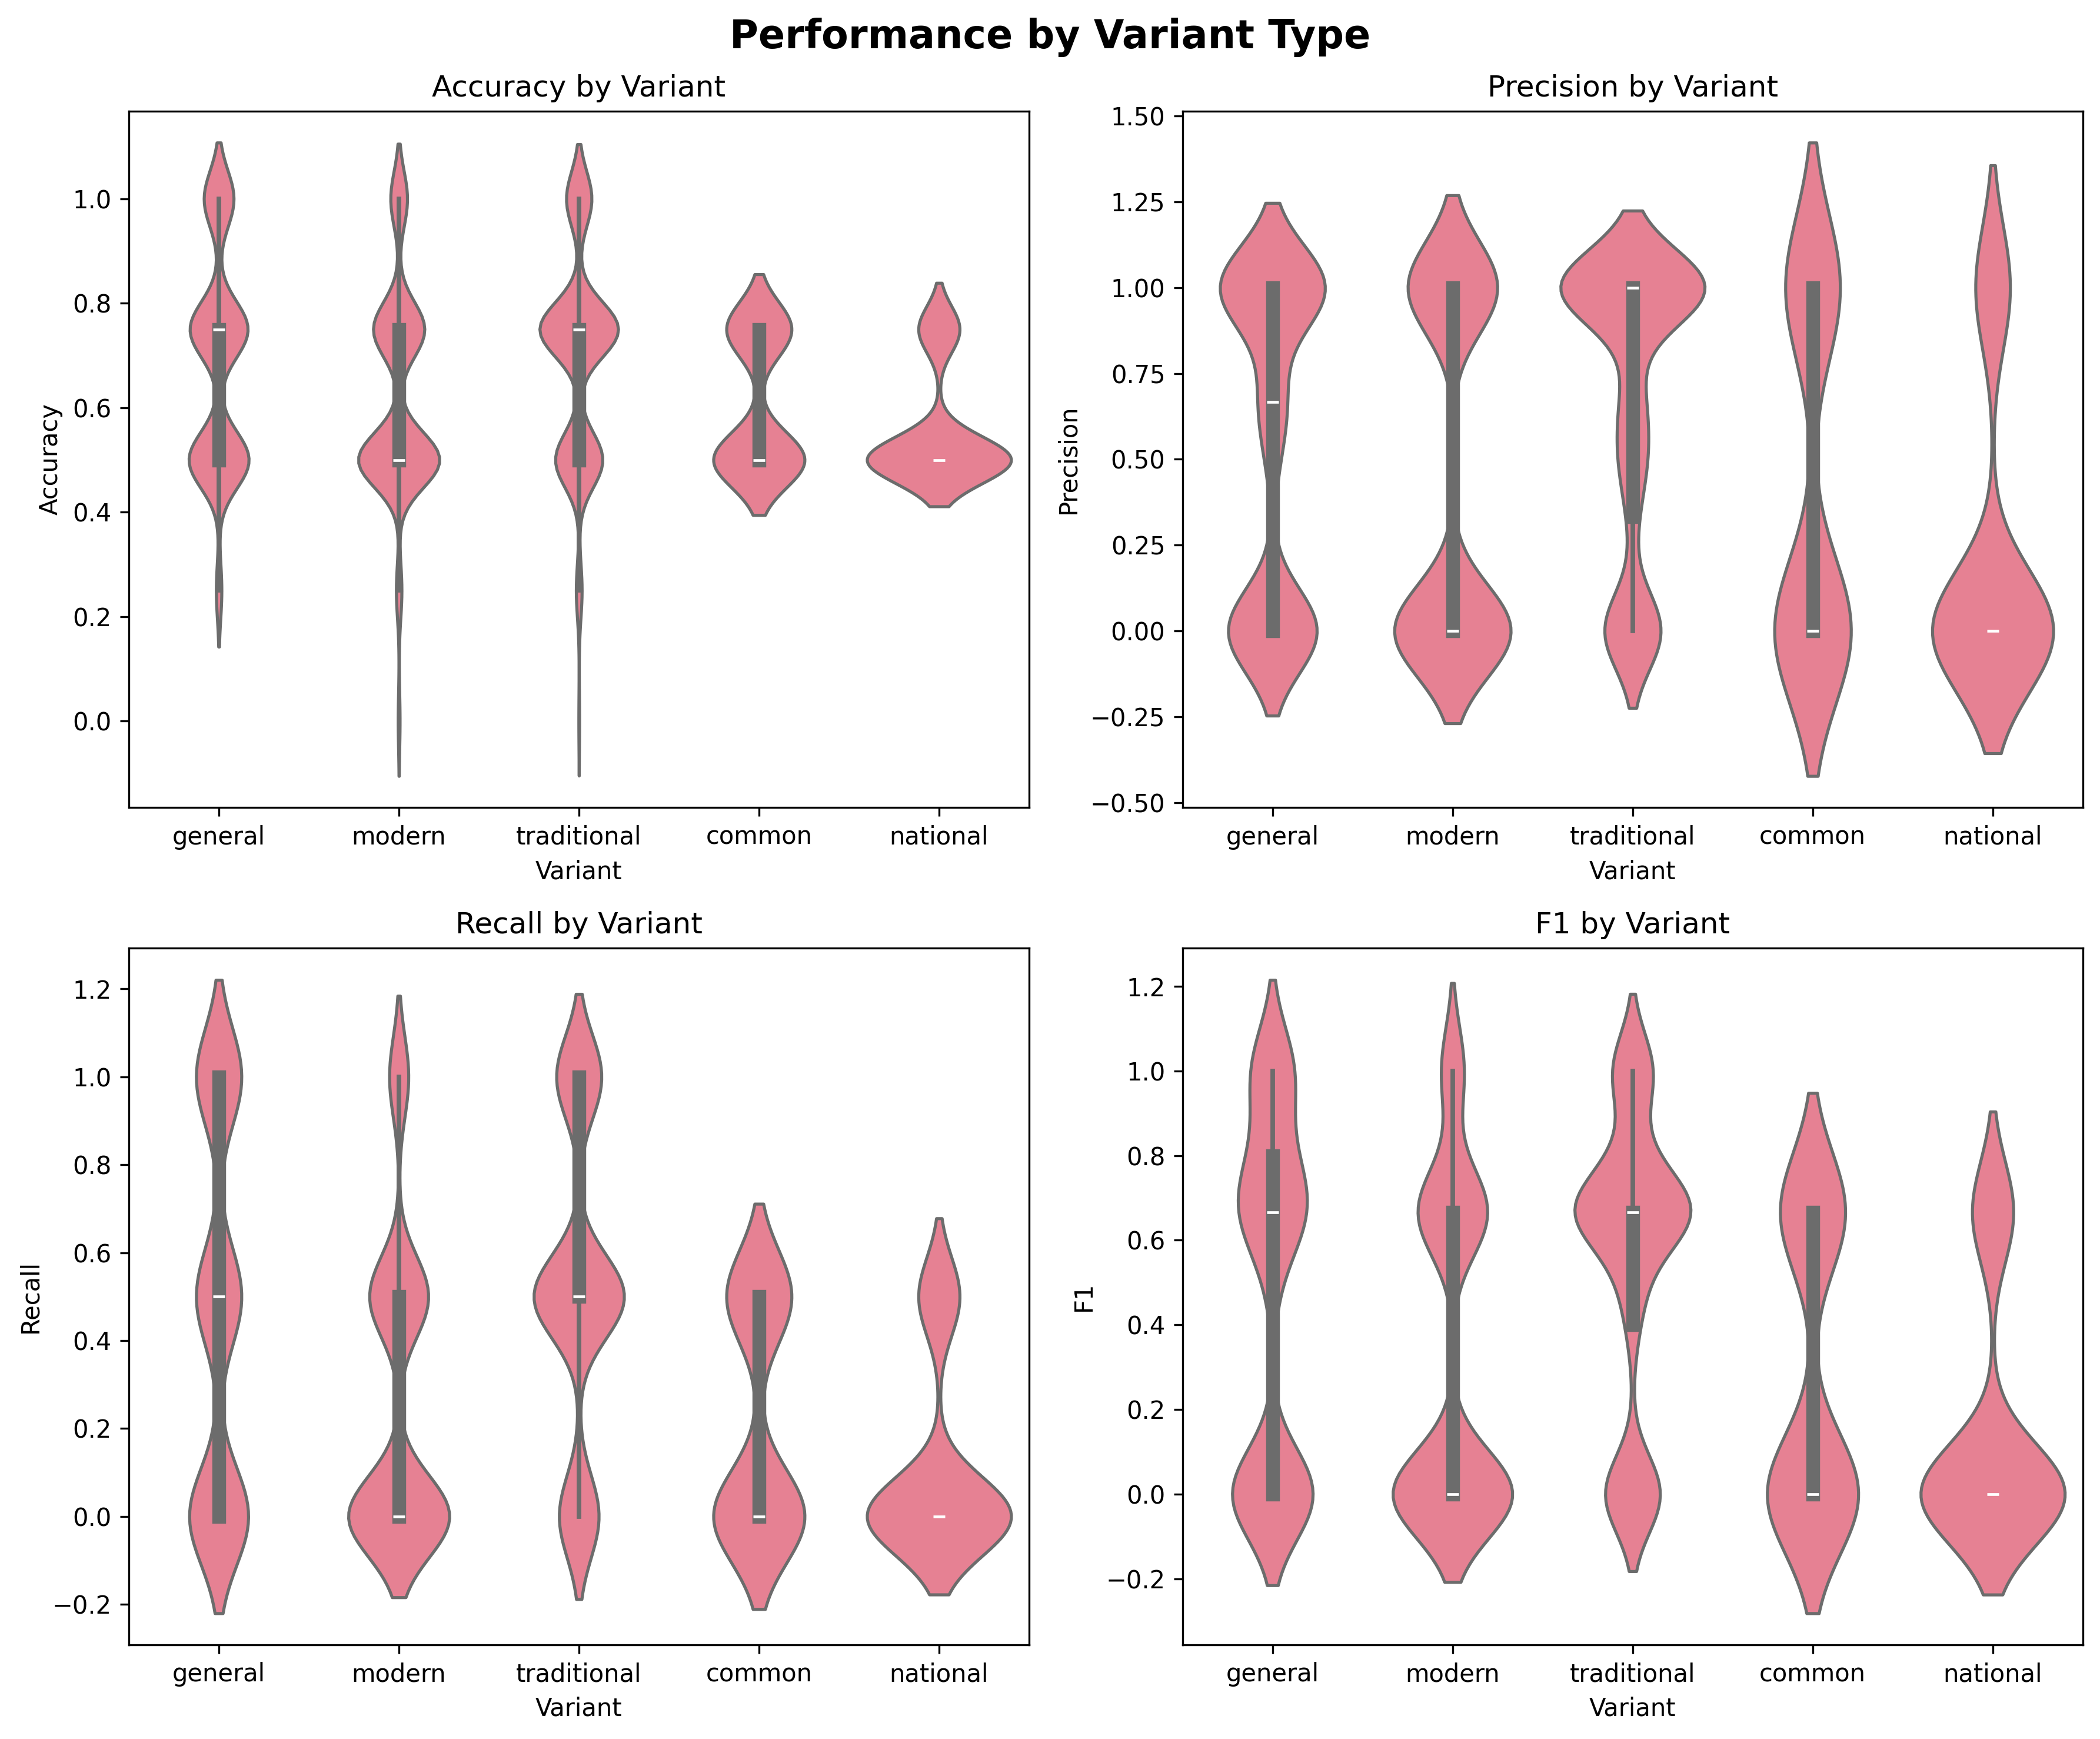 Performance by Variant Type
Accuracy by Variant
Accuracy
1.0
0.8
0.6
0.4
0.2
0.0
general modern traditional common national
Variant
Precision by Variant
Precision
1.50
1.25
1.00
0.75
0.50
0.25
0.00
−0.25
−0.50
general modern traditional common national
Variant
Recall by Variant
Recall
1.2
1.0
0.8
0.6
0.4
0.2
0.0
−0.2
general modern traditional common national
Variant
F1 by Variant
F1
1.2
1.0
0.8
0.6
0.4
0.2
0.0
−0.2
general modern traditional common national
Variant